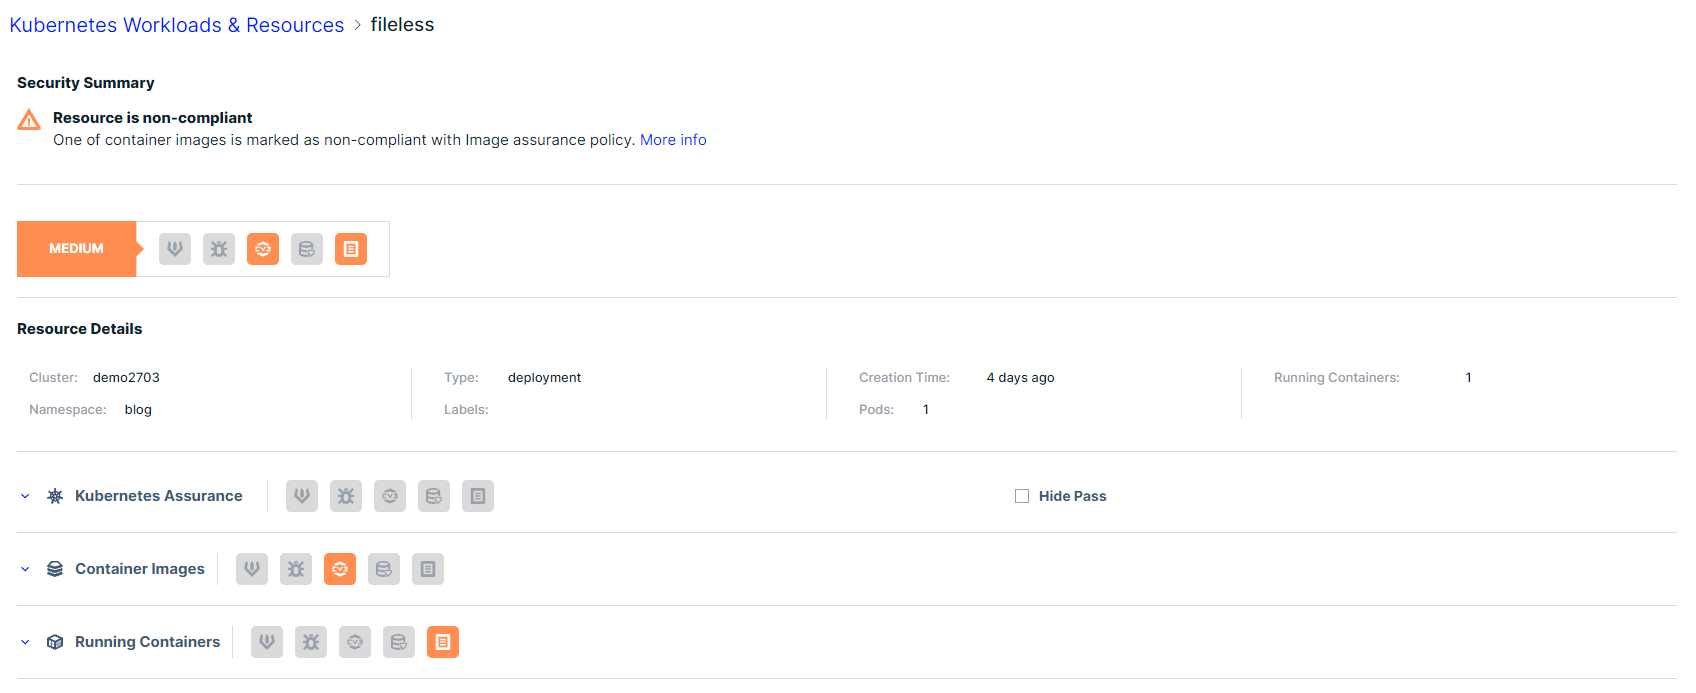 Kubernetes Workloads & Resources > fileless
Security Summary
Resource is non-compliant
One of container images is marked as non-compliant with Image assurance policy. More info
MEDIUM
Resource Details
Cluster: demo2703 Type: deployment Creation Time: 4 days ago Running Containers: 1
Namespace: blog Labels: Pods: 1
Kubernetes Assurance Hide Pass
Container Images
Running Containers